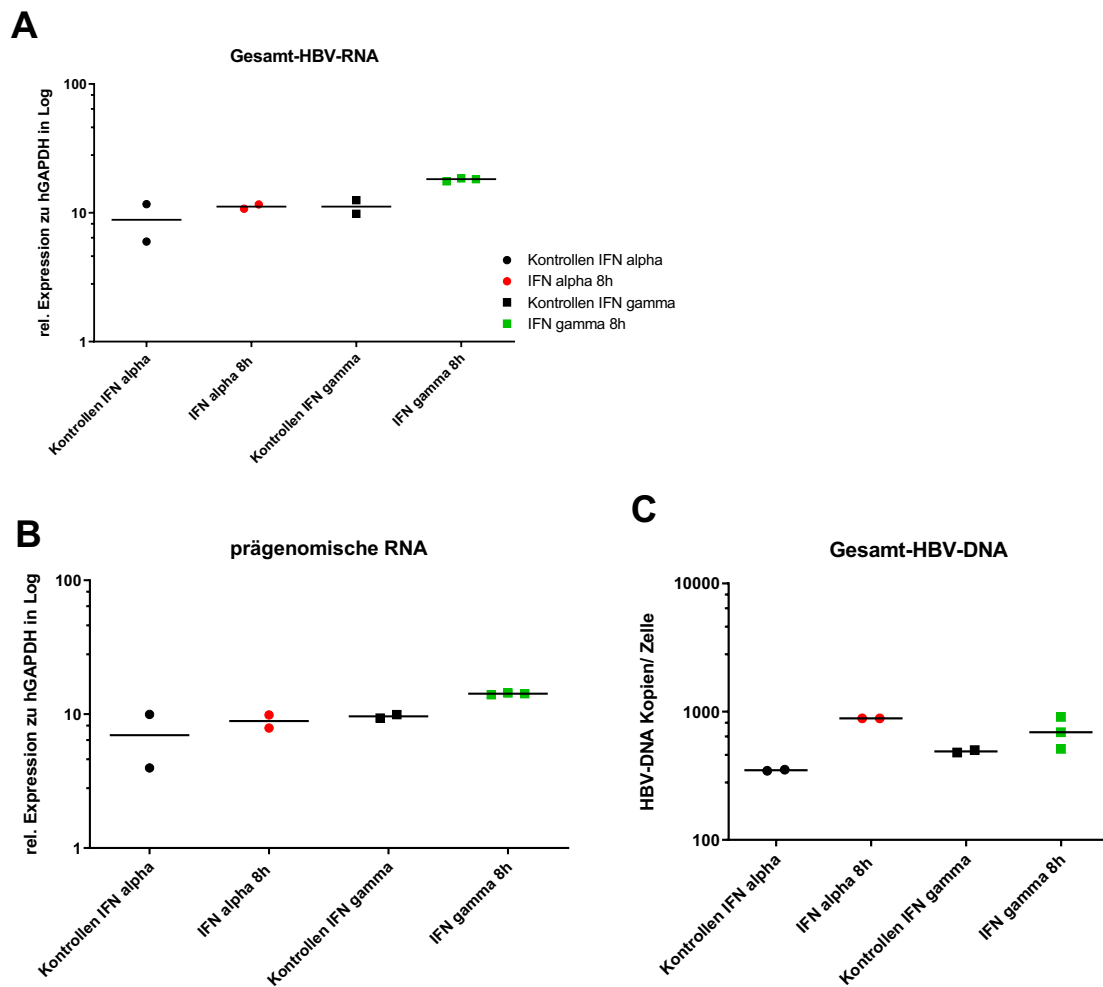 A
Gesamt-HBV-RNA
rel. Expression zu hGAPDH in Log
100
10
1
Kontrollen IFN alpha
IFN alpha 8h
Kontrollen IFN gamma
IFN gamma 8h
Kontrollen IFN alpha
IFN alpha 8h
Kontrollen IFN gamma
IFN gamma 8h
B
prägenomische RNA
rel. Expression zu hGAPDH in Log
100
10
1
Kontrollen IFN alpha
IFN alpha 8h
Kontrollen IFN gamma
IFN gamma 8h
C
Gesamt-HBV-DNA
HBV-DNA Kopien/ Zelle
10000
1000
100
Kontrollen IFN alpha
IFN alpha 8h
Kontrollen IFN gamma
IFN gamma 8h